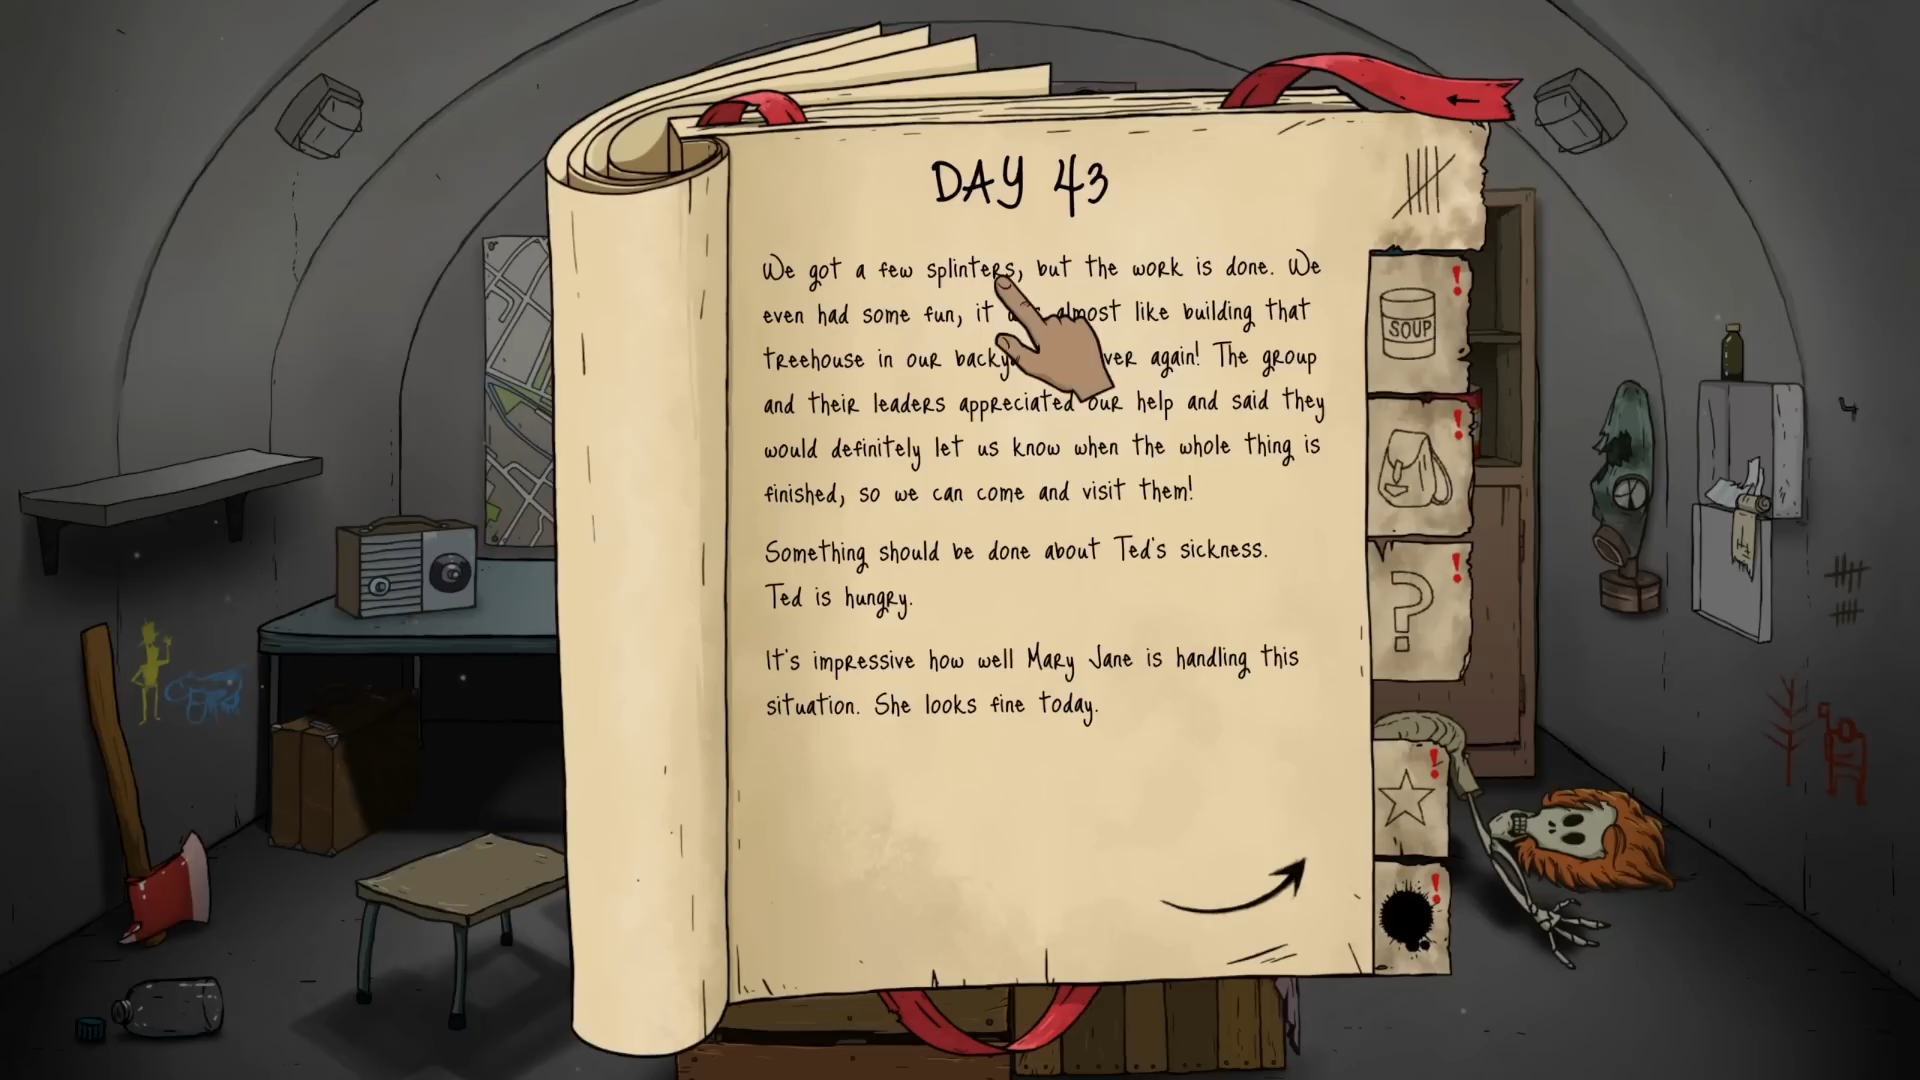 DAY 43
We got a few splinters, but the work is done. We
even had some fun, it almost like building that
treehouse in our again! The group
and their leaders appreciated our help and said they
would definitely let us know when the whole thing is
finished, so we can come and visit them!
Something should be done about Ted's sickness.
Ted is hungry.
It's impressive how well Mary Jane is handling this
situation. She looks fine today.
!
SOUP
!
!
?
!
!